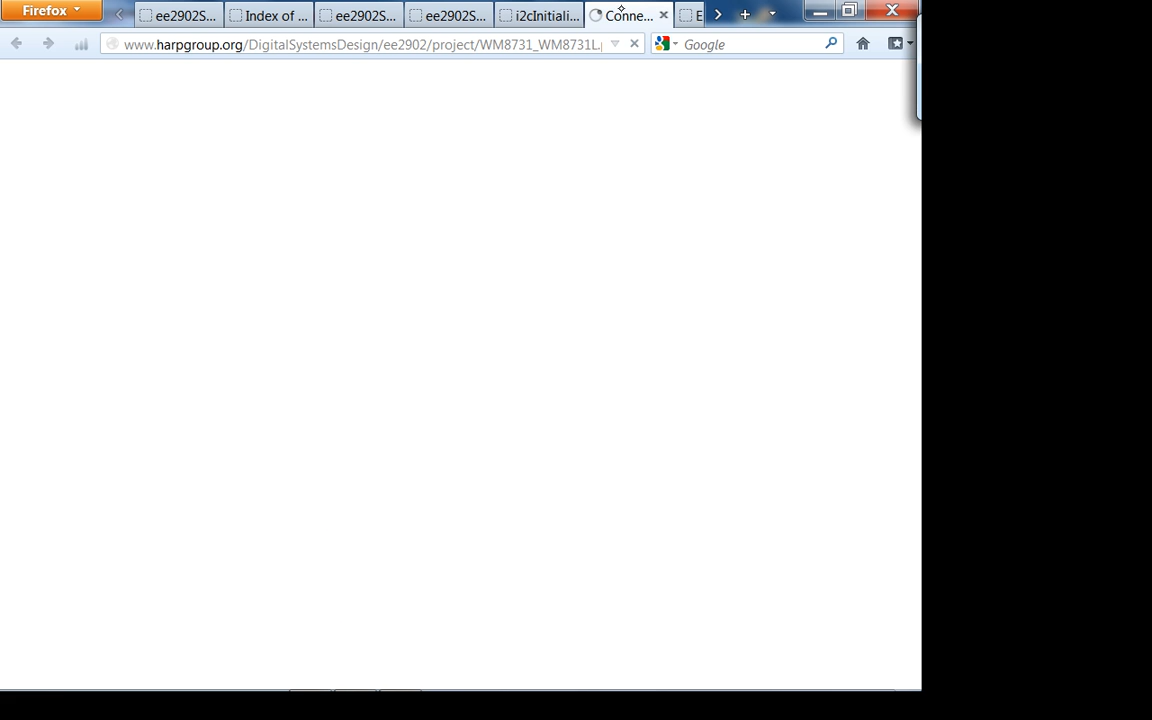 Firefox
ee2902S...
Index of ...
ee2902S...
ee2902S...
i2cInitiali...
Conne...
E
www.harpgroup.org/DigitalSystemsDesign/ee2902/project/WM8731_WM8731L.
Google